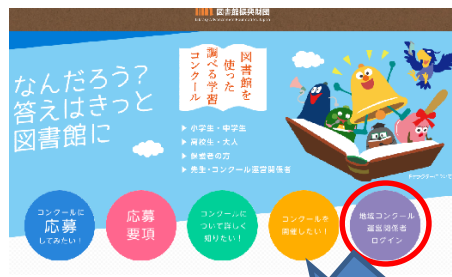 図書館振興財団
なんだろう?
答えはきっと
図書館に
図書館を
使った
調べる学習
コンクール
▶ 小学生・中学生
▶ 高校生・大人
▶ 保護者の方
▶ 先生・コンクール運営関係者
コンクールに
応募
してみたい!
応募
要項
コンクールに
ついて詳しく
知りたい!
コンクールを
開催したい!
地域コンクール
運営関係者
ログイン